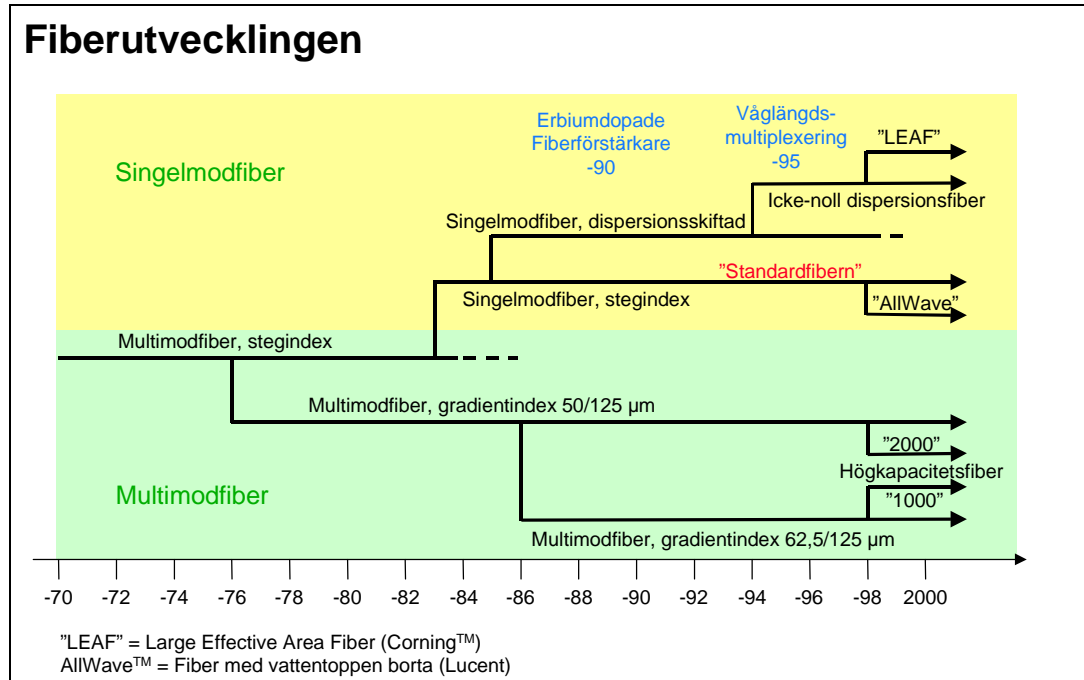 Fiberutvecklingen
Erbiumdopade
Fiberförstärkare
-90
Våglängds-
multiplexering
-95
"LEAF"
Singelmodfiber
Icke-noll dispersionsfiber
Singelmodfiber, dispersionsskiftad
"Standardfibern"
Singelmodfiber, stegindex
"AllWave"
Multimodfiber, stegindex
Multimodfiber, gradientindex 50/125 µm
"2000"
Högkapacitetsfiber
Multimodfiber
"1000"
Multimodfiber, gradientindex 62,5/125 µm
-70 -72 -74 -76 -78 -80 -82 -84 -86 -88 -90 -92 -94 -96 -98 2000
"LEAF" = Large Effective Area Fiber (Corning™)
AllWave™ = Fiber med vattentoppen borta (Lucent)